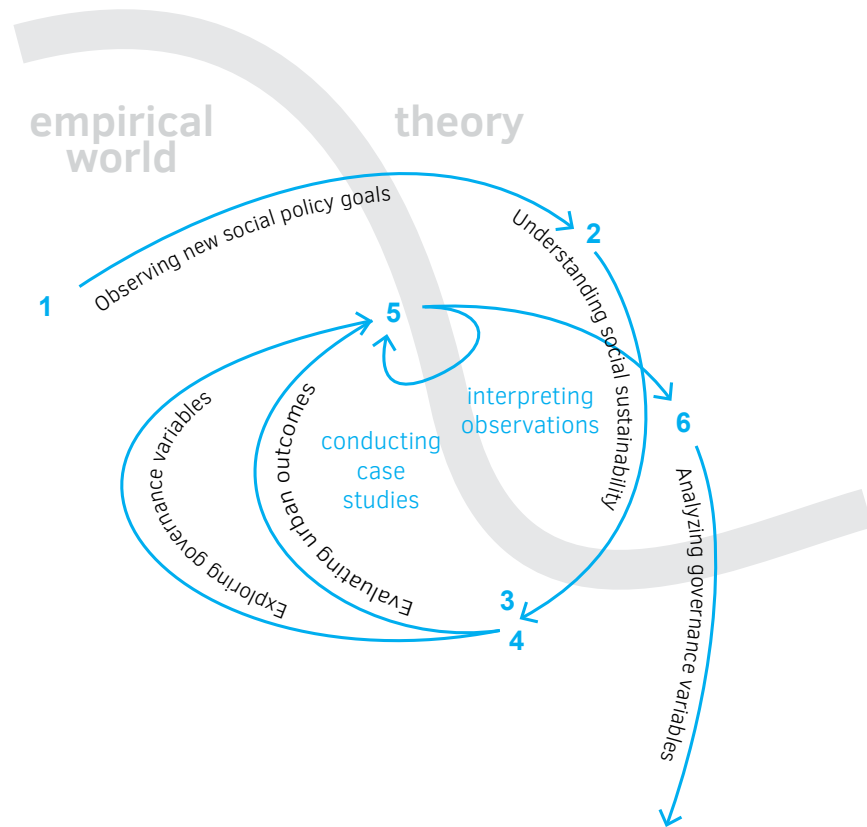 empirical
world
theory
Observing new social policy goals
1
2
Understanding social sustainability
5
6
interpreting
observations
conducting
case
studies
Exploring governance variables
Evaluating urban outcomes
Analyzing governance variables
3
4